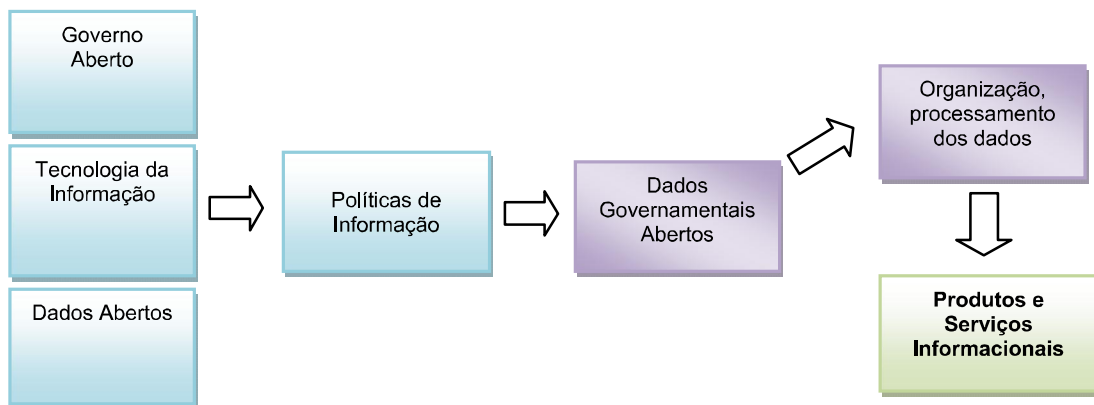 Governo
Aberto
Tecnologia da
Informação
Dados Abertos
Políticas de
Informação
Dados
Governamentais
Abertos
Organização,
processamento
dos dados
Produtos e
Serviços
Informacionais